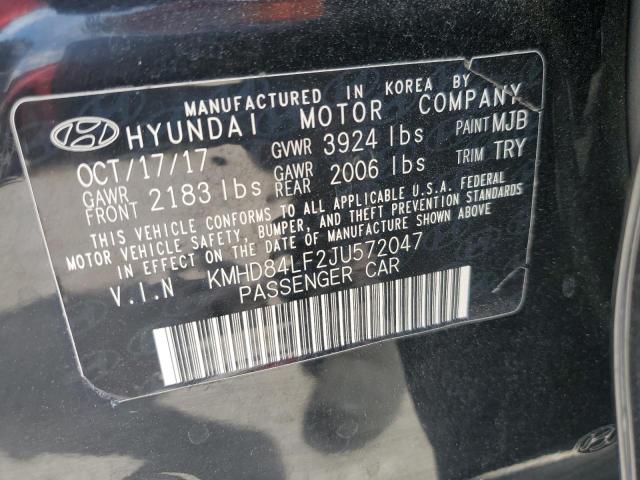 MANUFACTURED IN KOREA BY
HYUNDAI MOTOR COMPANY
OCT/17/17 GVWR 3924 lbs PAINT MJB
GAWR FRONT 2183 lbs GAWR REAR 2006 lbs TRIM TRY
THIS VEHICLE CONFORMS TO ALL APPLICABLE U.S.A. FEDERAL
MOTOR VEHICLE SAFETY, BUMPER, AND THEFT PREVENTION STANDARDS
IN EFFECT ON THE DATE OF MANUFACTURE SHOWN ABOVE
V.I.N KMHD84LF2JU572047
PASSENGER CAR